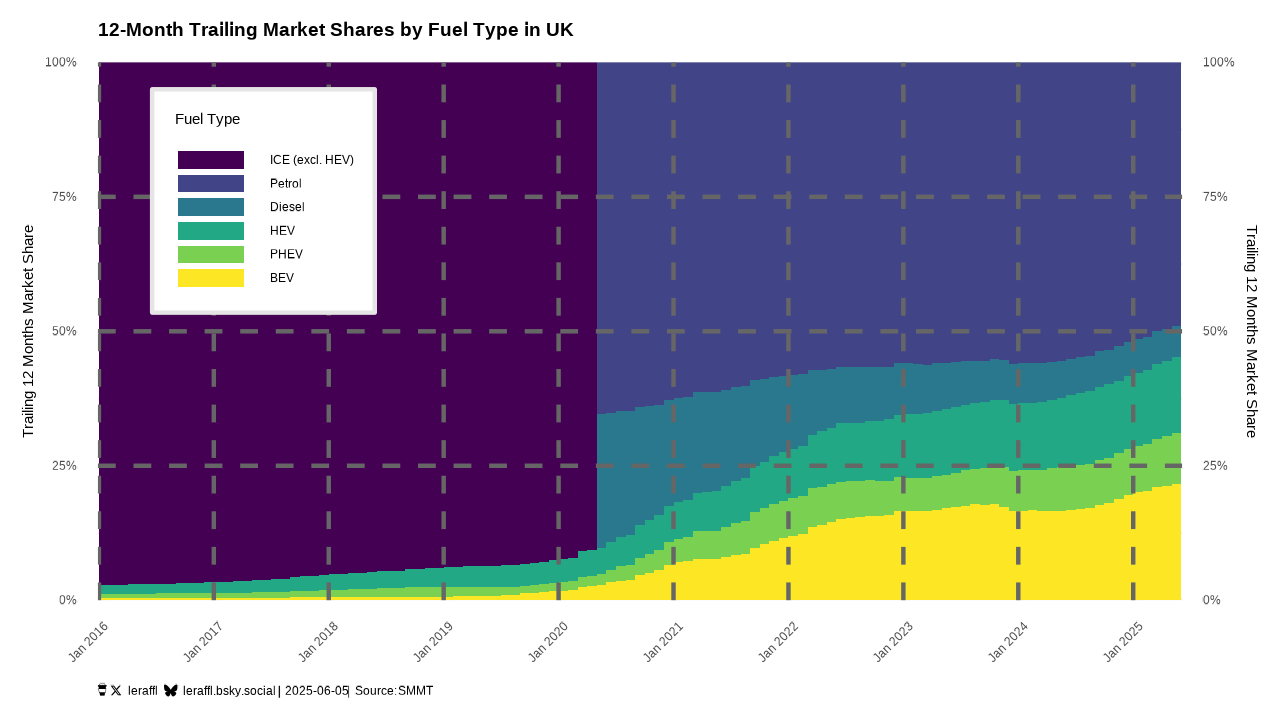 12-Month Trailing Market Shares by Fuel Type in UK
100%
100%
Fuel Type
ICE (excl. HEV)
Petrol
Diesel
HEV
PHEV
BEV
75%
75%
Trailing 12 Months Market Share
Trailing 12 Months Market Share
50%
50%
25%
25%
0%
0%
Jan 2016
Jan 2017
Jan 2018
Jan 2019
Jan 2020
Jan 2021
Jan 2022
Jan 2023
Jan 2024
Jan 2025
leraffl leraffl.bsky.social | 2025-06-05| Source:SMMT